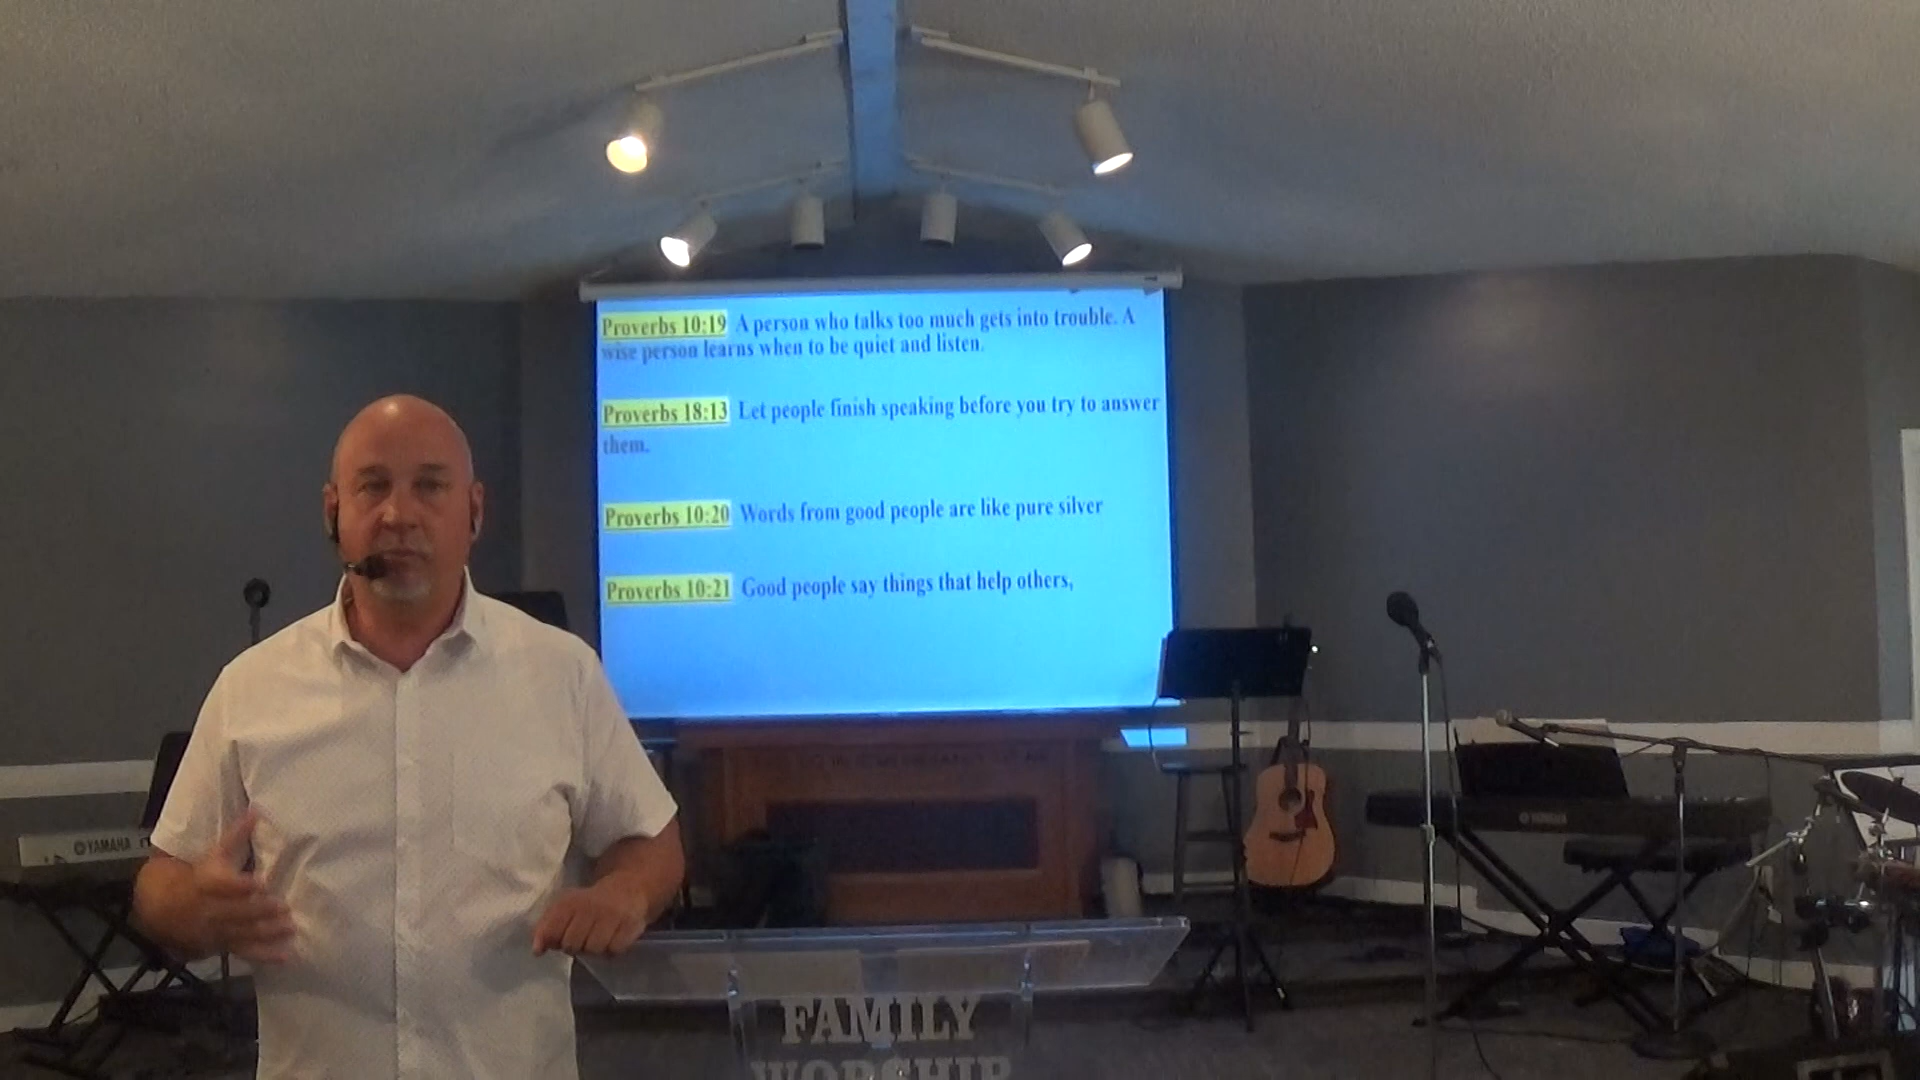 Proverbs 10:19 A person who talks too much gets into trouble. A
wise person learns when to be quiet and listen.
Proverbs 18:13 Let people finish speaking before you try to answer
them.
Proverbs 10:20 Words from good people are like pure silver
Proverbs 10:21 Good people say things that help others,
YAMAHA
YAMAHA
FAMILY
WORSHIP